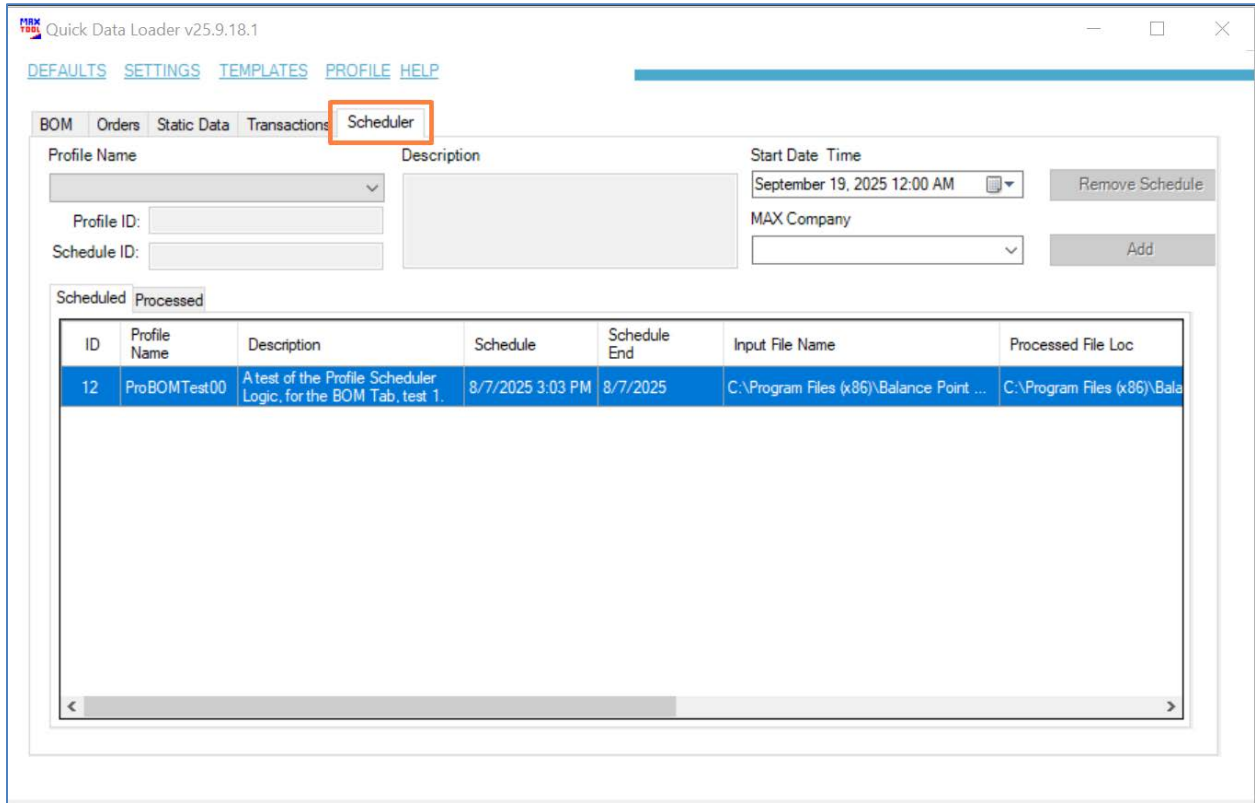 MAX
TOOL
Quick Data Loader v25.9.18.1
DEFAULTS SETTINGS TEMPLATES PROFILE HELP
BOM Orders Static Data Transactions Scheduler
Profile Name
Description
Start Date Time
September 19, 2025 12:00 AM
Remove Schedule
Profile ID:
MAX Company
Schedule ID:
Add
Scheduled Processed
ID
Profile
Name
Description
Schedule
Schedule
End
Input File Name
Processed File Loc
12
ProBOMTest00
A test of the Profile Scheduler
Logic, for the BOM Tab, test 1.
8/7/2025 3:03 PM
8/7/2025
C:\Program Files (x86)\Balance Point ...
C:\Program Files (x86)\Bala